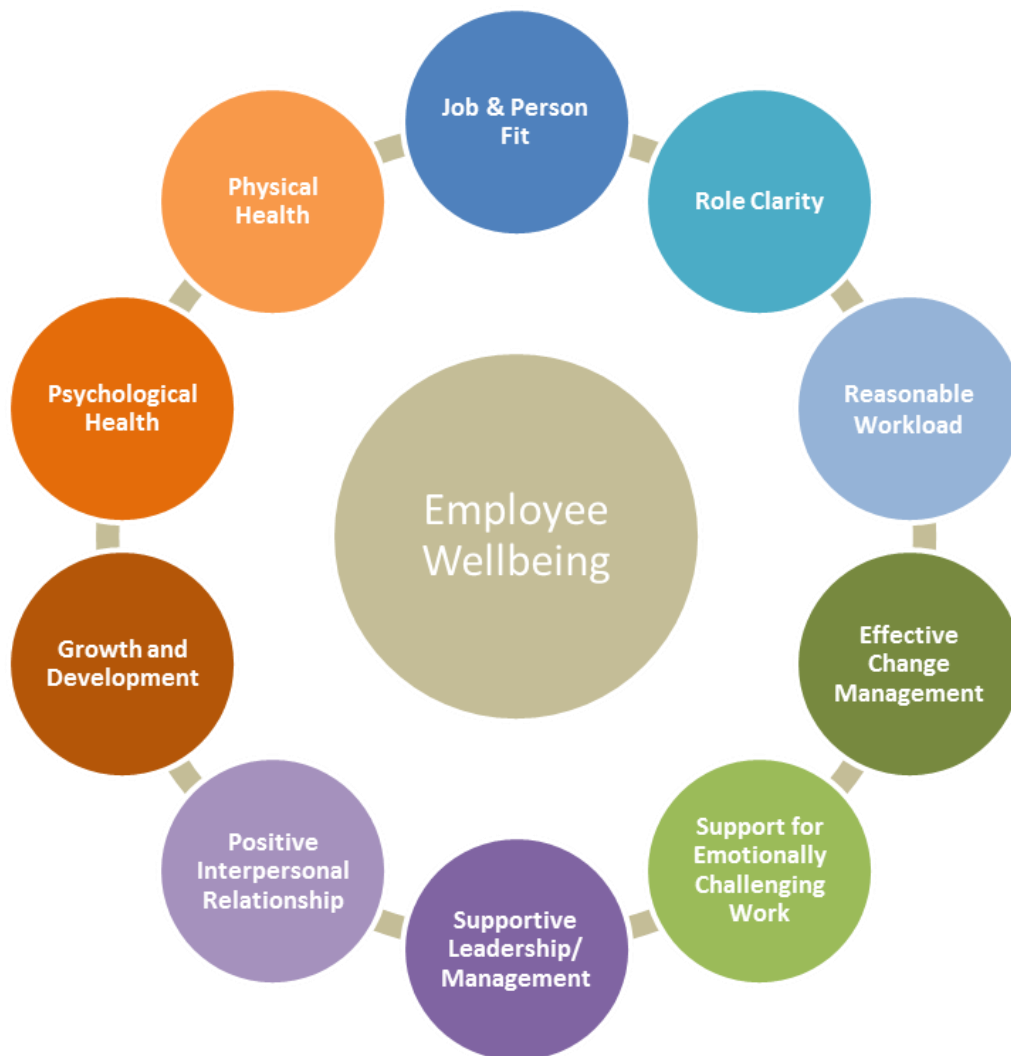 Job & Person
Fit
Role Clarity
Reasonable
Workload
Effective
Change
Management
Support for
Emotionally
Challenging
Work
Supportive
Leadership/
Management
Positive
Interpersonal
Relationship
Growth and
Development
Psychological
Health
Physical
Health
Employee
Wellbeing